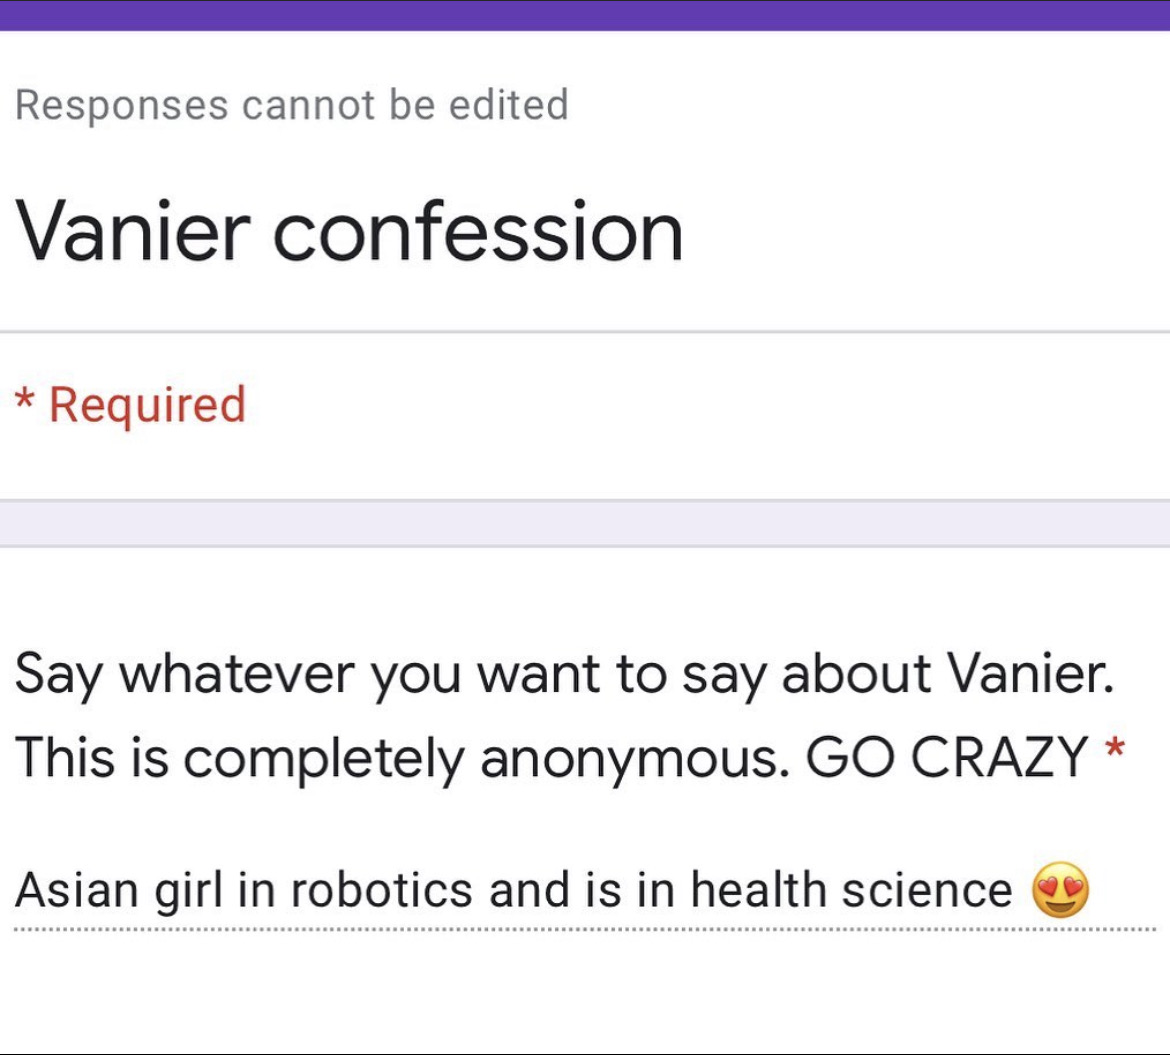 Responses cannot be edited
Vanier confession
* Required
Say whatever you want to say about Vanier.
This is completely anonymous. GO CRAZY *
Asian girl in robotics and is in health science 😍